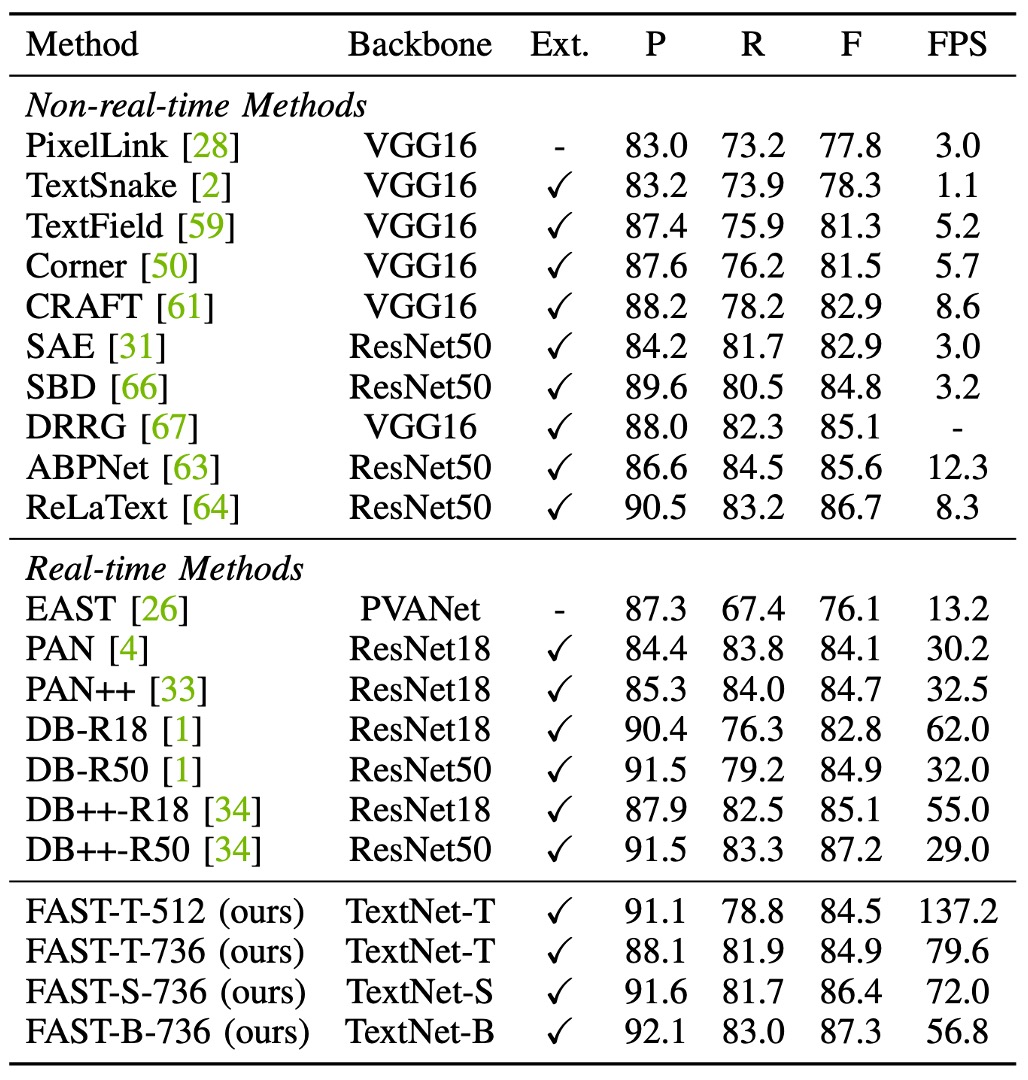 Method Backbone Ext. P R F FPS
Non-real-time Methods
PixelLink [28] VGG16 - 83.0 73.2 77.8 3.0
TextSnake [2] VGG16 ✓ 83.2 73.9 78.3 1.1
TextField [59] VGG16 ✓ 87.4 75.9 81.3 5.2
Corner [50] VGG16 ✓ 87.6 76.2 81.5 5.7
CRAFT [61] VGG16 ✓ 88.2 78.2 82.9 8.6
SAE [31] ResNet50 ✓ 84.2 81.7 82.9 3.0
SBD [66] ResNet50 ✓ 89.6 80.5 84.8 3.2
DRRG [67] VGG16 ✓ 88.0 82.3 85.1 -
ABPNet [63] ResNet50 ✓ 86.6 84.5 85.6 12.3
ReLaText [64] ResNet50 ✓ 90.5 83.2 86.7 8.3
Real-time Methods
EAST [26] PVANet - 87.3 67.4 76.1 13.2
PAN [4] ResNet18 ✓ 84.4 83.8 84.1 30.2
PAN++ [33] ResNet18 ✓ 85.3 84.0 84.7 32.5
DB-R18 [1] ResNet18 ✓ 90.4 76.3 82.8 62.0
DB-R50 [1] ResNet50 ✓ 91.5 79.2 84.9 32.0
DB++-R18 [34] ResNet18 ✓ 87.9 82.5 85.1 55.0
DB++-R50 [34] ResNet50 ✓ 91.5 83.3 87.2 29.0
FAST-T-512 (ours) TextNet-T ✓ 91.1 78.8 84.5 137.2
FAST-T-736 (ours) TextNet-T ✓ 88.1 81.9 84.9 79.6
FAST-S-736 (ours) TextNet-S ✓ 91.6 81.7 86.4 72.0
FAST-B-736 (ours) TextNet-B ✓ 92.1 83.0 87.3 56.8